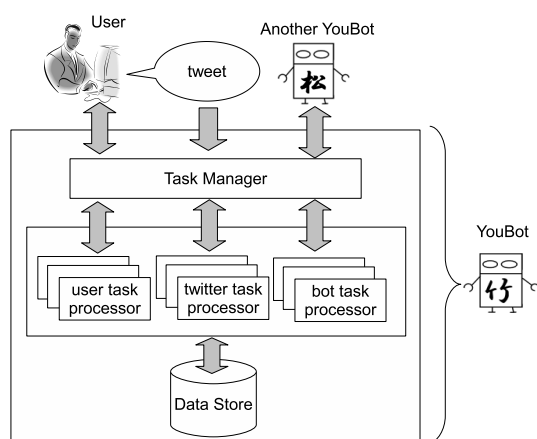 User
Another YouBot
tweet
松
Task Manager
YouBot
竹
user task
processor
twitter task
processor
bot task
processor
Data Store